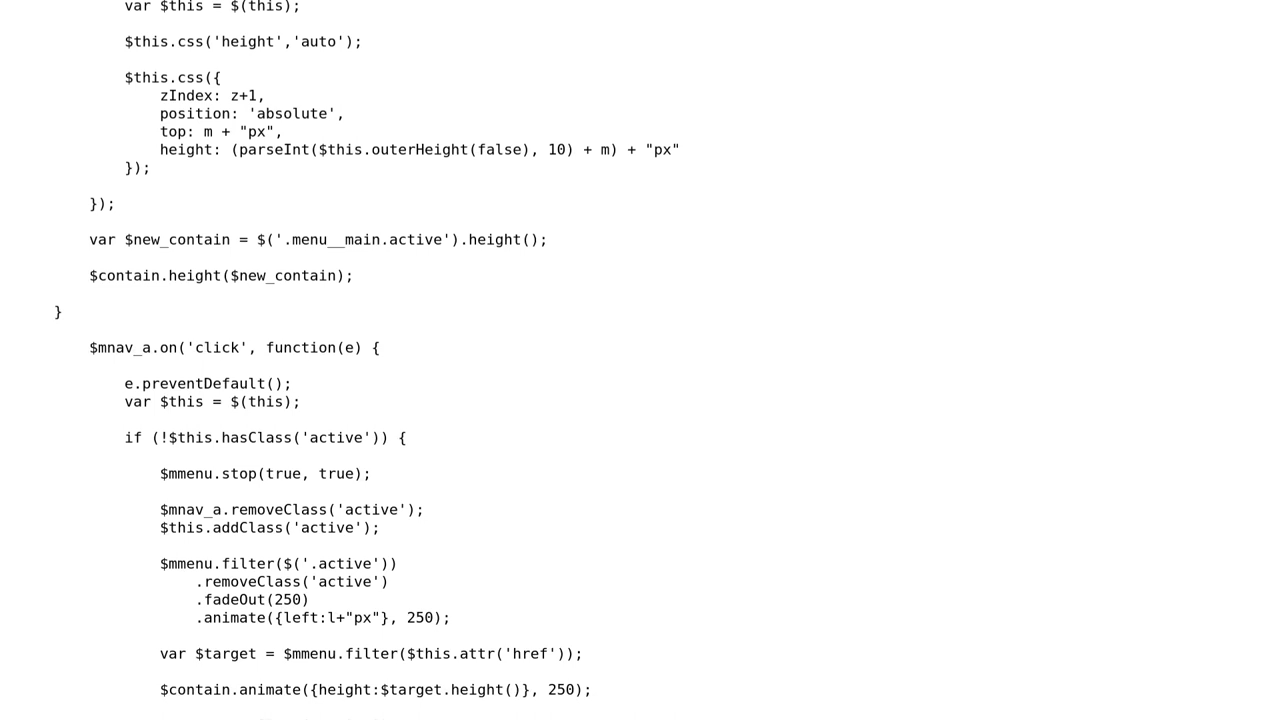 var $this = $(this);
$this.css('height','auto');
$this.css({
zIndex: z+1,
position: 'absolute',
top: m + "px",
height: (parseInt($this.outerHeight(false), 10) + m) + "px"
});
});
var $new_contain = $('.menu__main.active').height();
$contain.height($new_contain);
}
$mnav_a.on('click', function(e) {
e.preventDefault();
var $this = $(this);
if (!$this.hasClass('active')) {
$mmenu.stop(true, true);
$mnav_a.removeClass('active');
$this.addClass('active');
$mmenu.filter($('.active'))
.removeClass('active')
.fadeOut(250)
.animate({left:l+"px"}, 250);
var $target = $mmenu.filter($this.attr('href'));
$contain.animate({height:$target.height()}, 250);